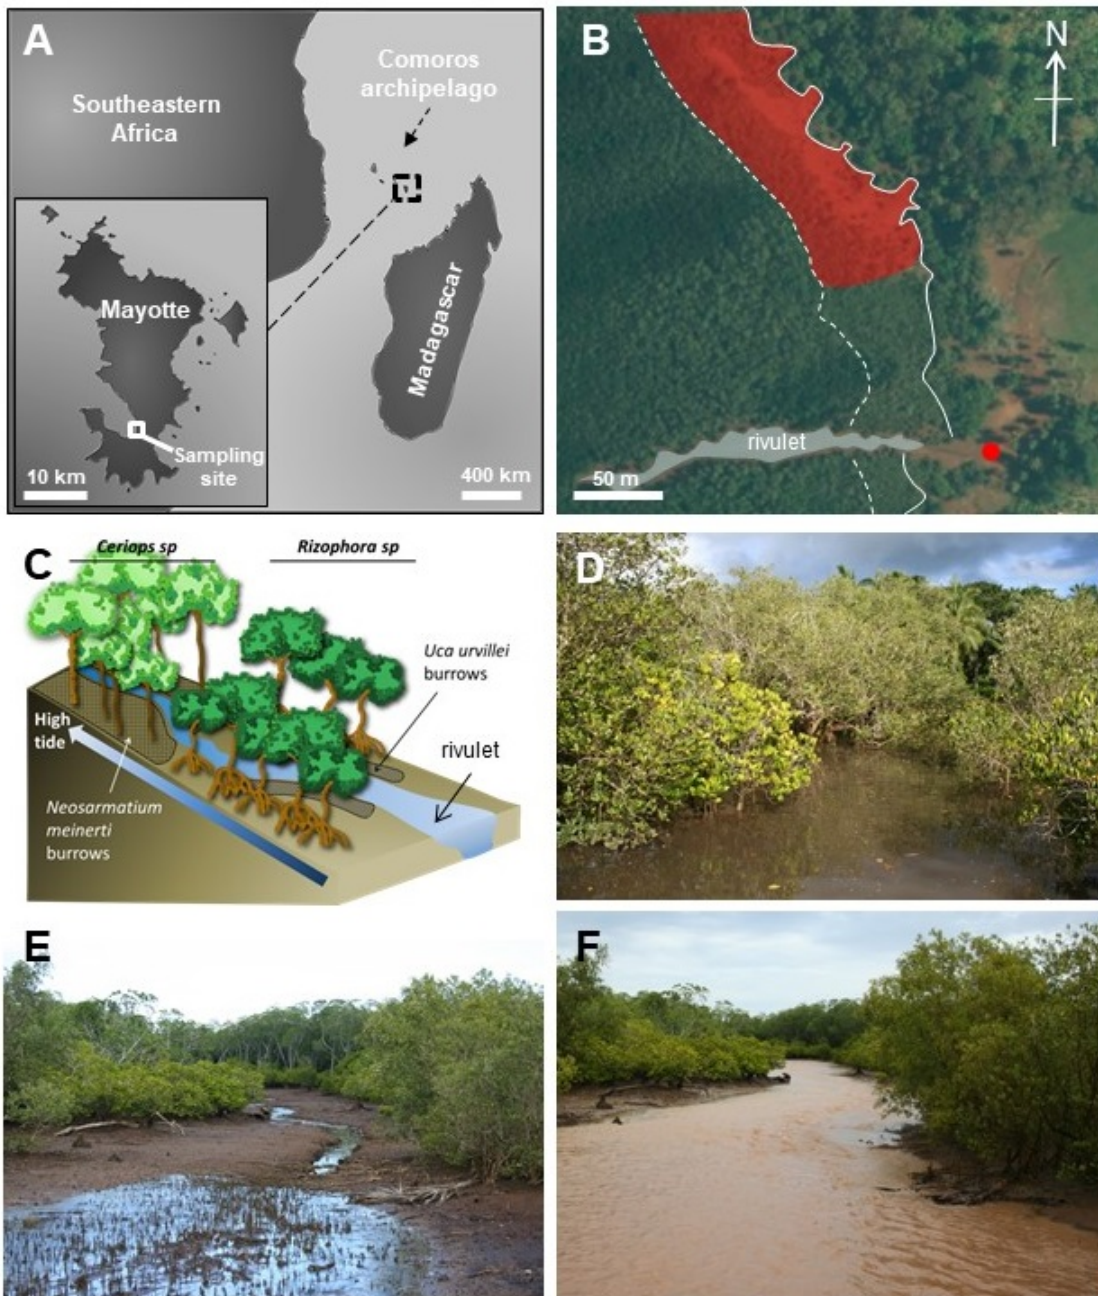 A
Southeastern
Africa
Comoros
archipelago
Madagascar
Mayotte
Sampling
site
10 km
400 km
B
N
rivulet
50 m
C
Ceriops sp
Rizophora sp
Uca urvillei
burrows
rivulet
High
tide
Neosarmatium
meinerti
burrows
D
E
F